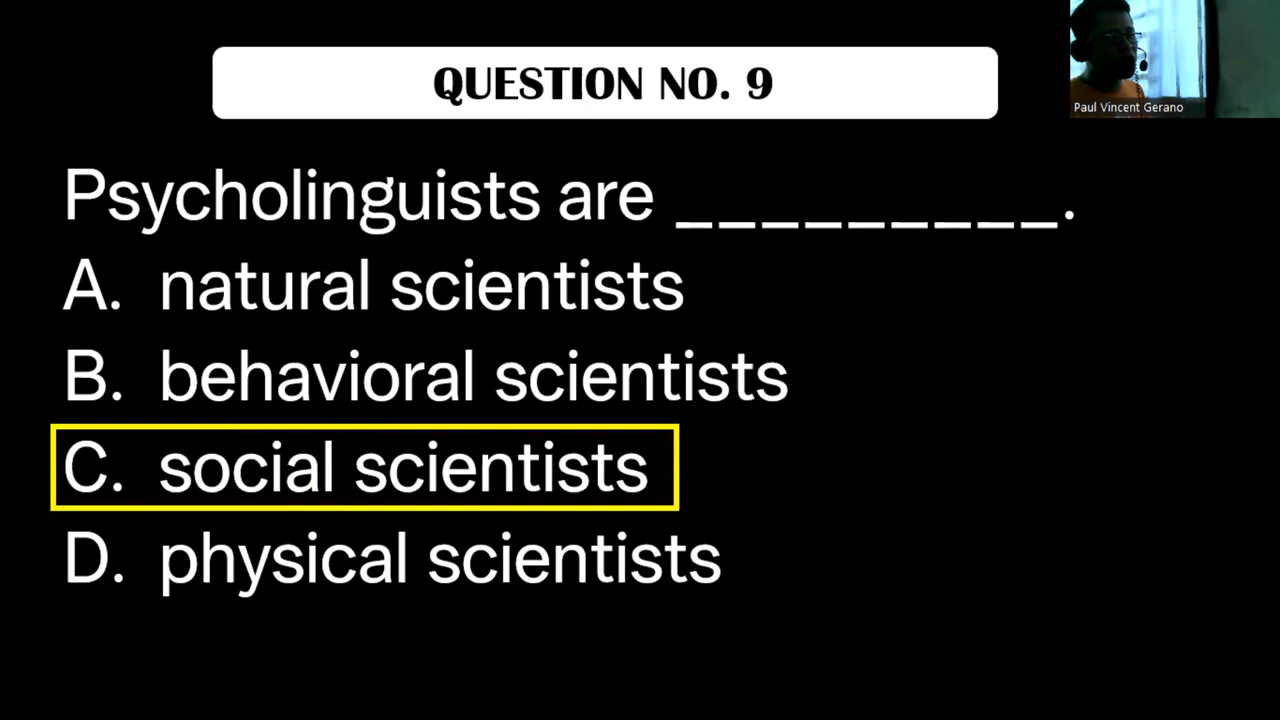 QUESTION NO. 9
Paul Vincent Gerano
Psycholinguists are _________.
A. natural scientists
B. behavioral scientists
C. social scientists
D. physical scientists